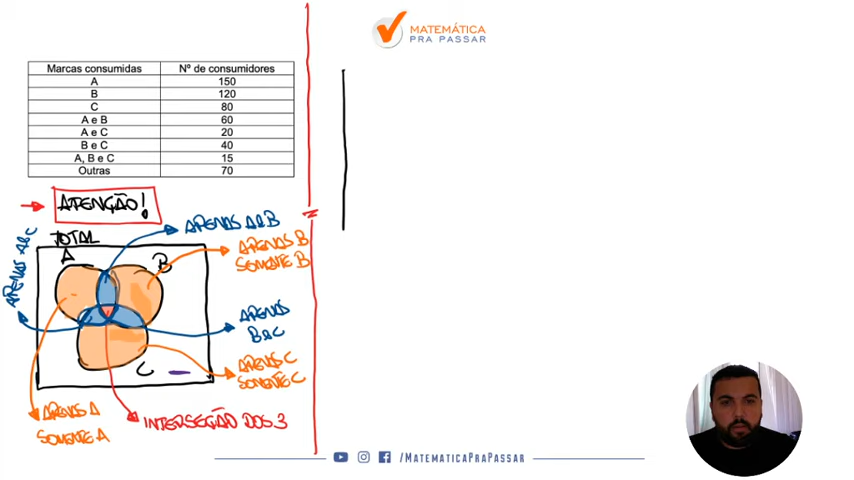 MATEMÁTICA
PRA PASSAR
Marcas consumidas Nº de consumidores
A 150
B 120
C 80
A e B 60
A e C 20
B e C 40
A, B e C 15
Outras 70
ATENÇÃO!
TOTAL
A
B
C
APENAS A&B
APENAS B
SOMENTE B
APENAS A&C
APENAS
B&C
APENAS C
SOMENTE C
APENAS A
SOMENTE A
INTERSEÇÃO DOS 3
/MATEMATICAPRAPASSAR